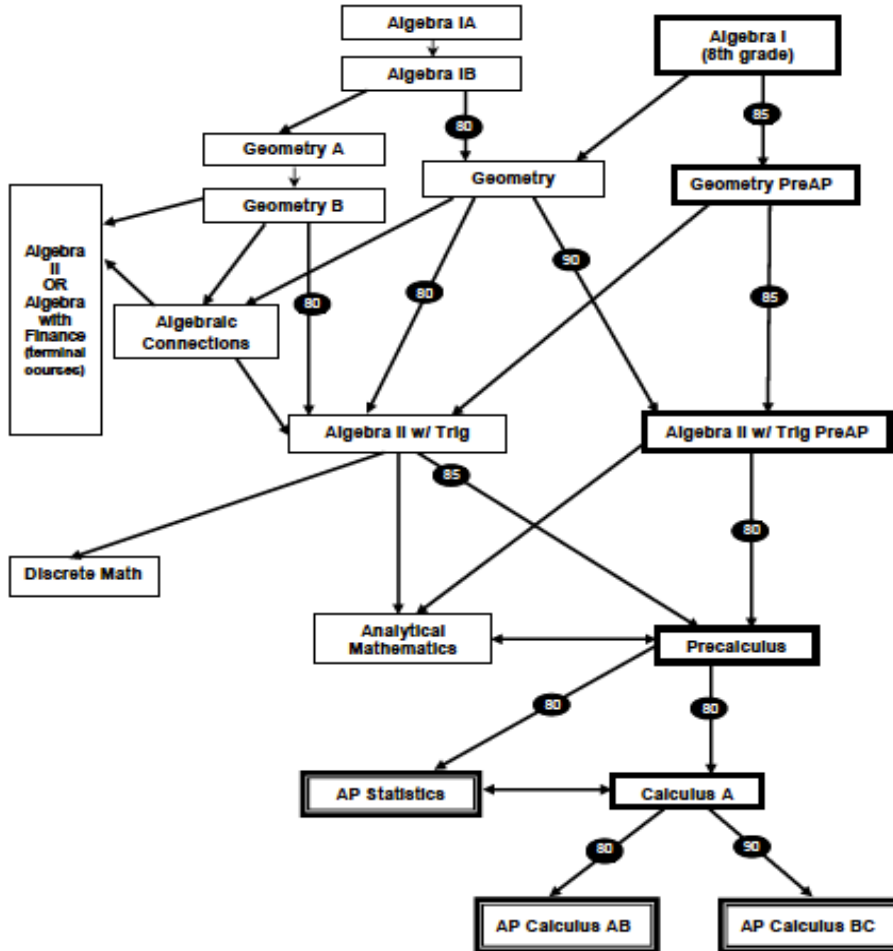 Algebra IA
Algebra I
(8th grade)
Algebra IB
80
85
Geometry A
Geometry
Geometry PreAP
Geometry B
Algebra
II
OR
Algebra
with
Finance
(terminal
courses)
90
80
80
85
Algebraic
Connections
Algebra II w/ Trig
Algebra II w/ Trig PreAP
85
80
Discrete Math
Analytical
Mathematics
Precalculus
80
80
AP Statistics
Calculus A
80
90
AP Calculus AB
AP Calculus BC